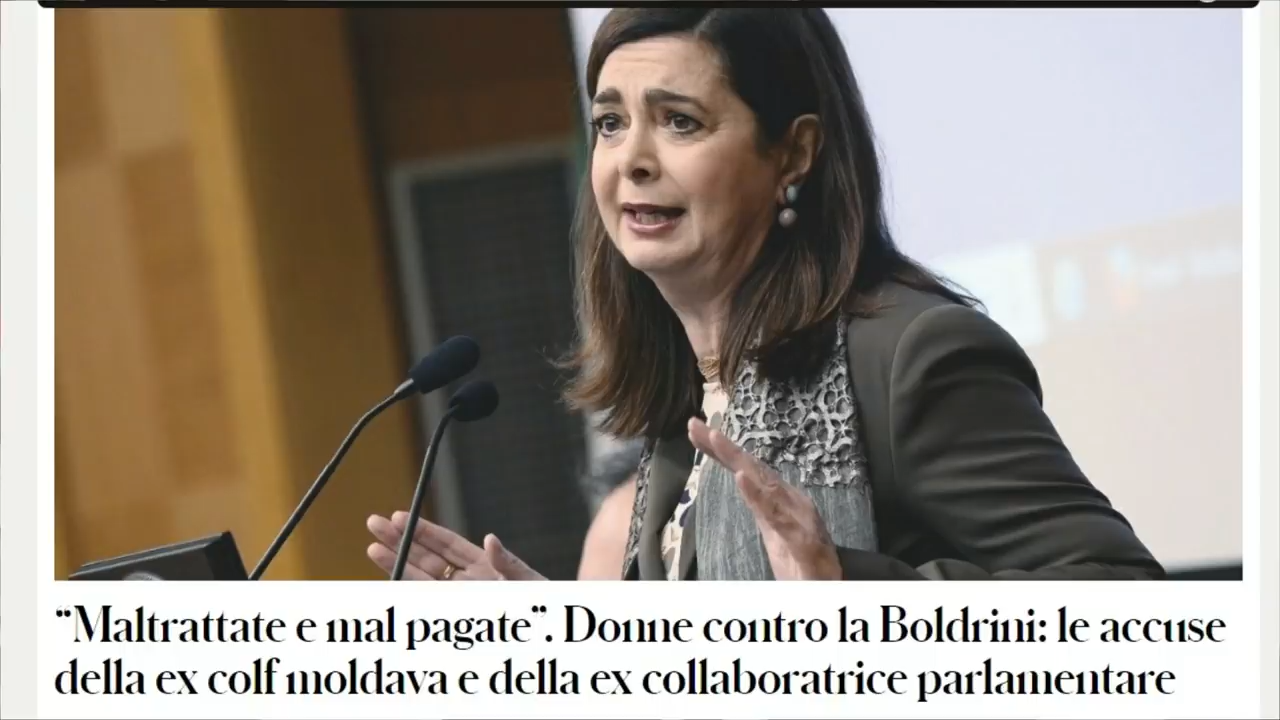 “Maltrattate e mal pagate”. Donne contro la Boldrini: le accuse
della ex colf moldava e della ex collaboratrice parlamentare